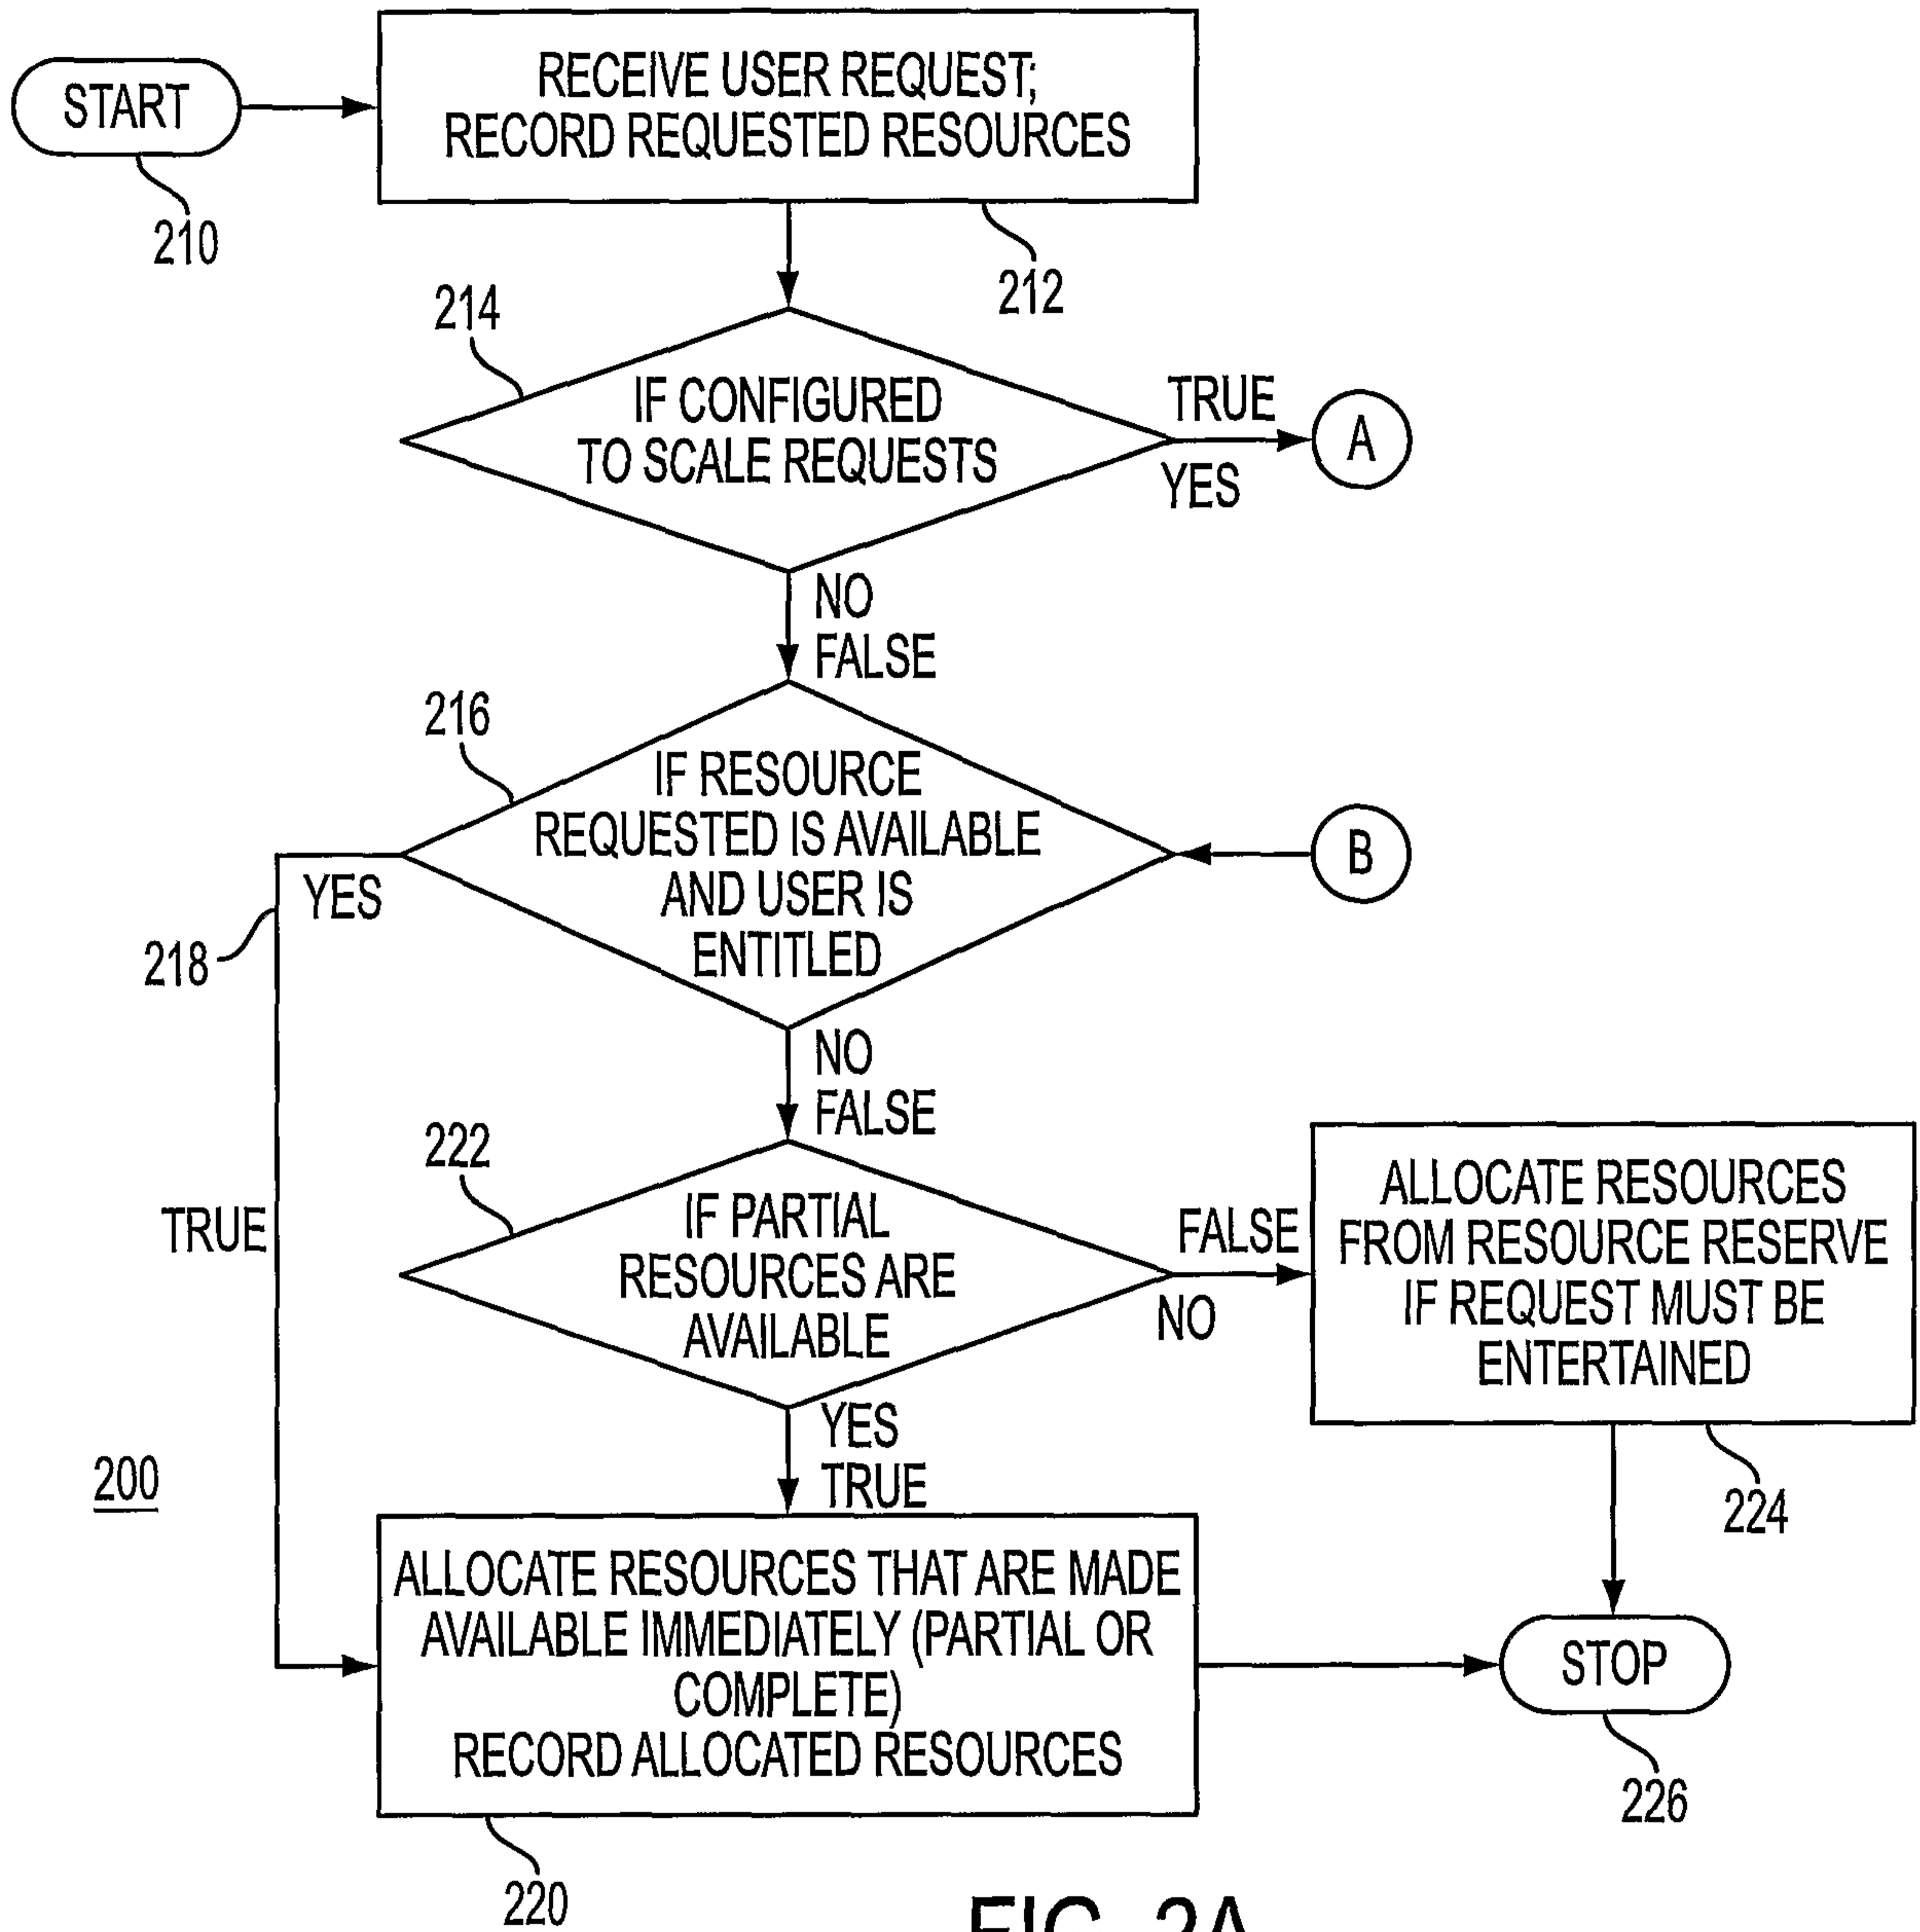 START
RECEIVE USER REQUEST;
RECORD REQUESTED RESOURCES
210
212
214
IF CONFIGURED
TO SCALE REQUESTS
TRUE
YES
A
NO
FALSE
216
IF RESOURCE
REQUESTED IS AVAILABLE
AND USER IS
ENTITLED
B
YES
218
TRUE
NO
FALSE
222
IF PARTIAL
RESOURCES ARE
AVAILABLE
FALSE
NO
ALLOCATE RESOURCES
FROM RESOURCE RESERVE
IF REQUEST MUST BE
ENTERTAINED
224
YES
TRUE
200
ALLOCATE RESOURCES THAT ARE MADE
AVAILABLE IMMEDIATELY (PARTIAL OR
COMPLETE)
RECORD ALLOCATED RESOURCES
220
STOP
226
FIG. 2A